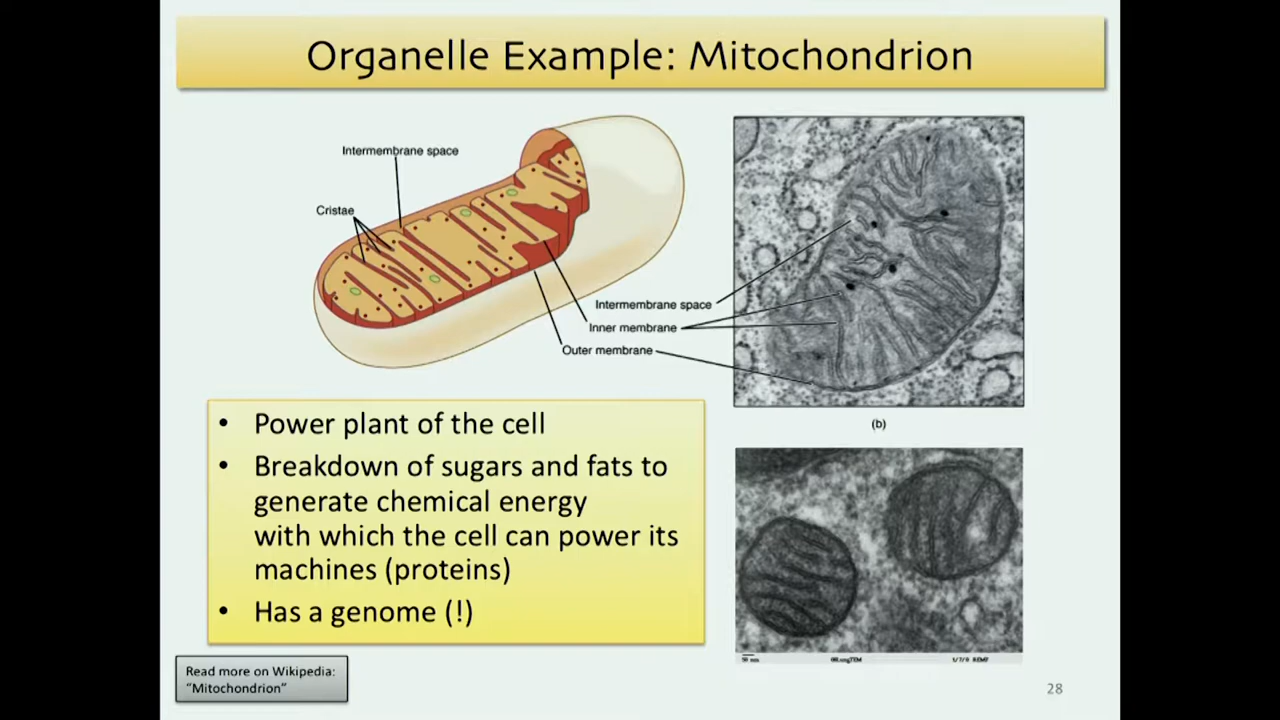 Organelle Example: Mitochondrion
Intermembrane space
Cristae
Intermembrane space
Inner membrane
Outer membrane
(b)
• Power plant of the cell
• Breakdown of sugars and fats to
generate chemical energy
with which the cell can power its
machines (proteins)
• Has a genome (!)
Read more on Wikipedia:
“Mitochondrion”
28